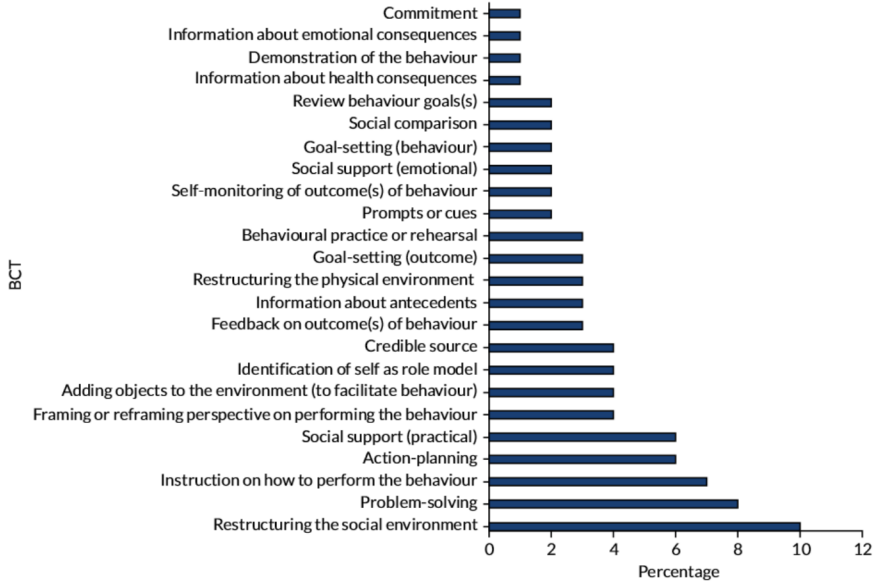 Commitment
Information about emotional consequences
Demonstration of the behaviour
Information about health consequences
Review behaviour goals(s)
Social comparison
Goal-setting (behaviour)
Social support (emotional)
Self-monitoring of outcome(s) of behaviour
Prompts or cues
Behavioural practice or rehearsal
Goal-setting (outcome)
Restructuring the physical environment
Information about antecedents
Feedback on outcome(s) of behaviour
Credible source
Identification of self as role model
Adding objects to the environment (to facilitate behaviour)
Framing or reframing perspective on performing the behaviour
Social support (practical)
Action-planning
Instruction on how to perform the behaviour
Problem-solving
Restructuring the social environment
BCT
0 2 4 6 8 10 12
Percentage